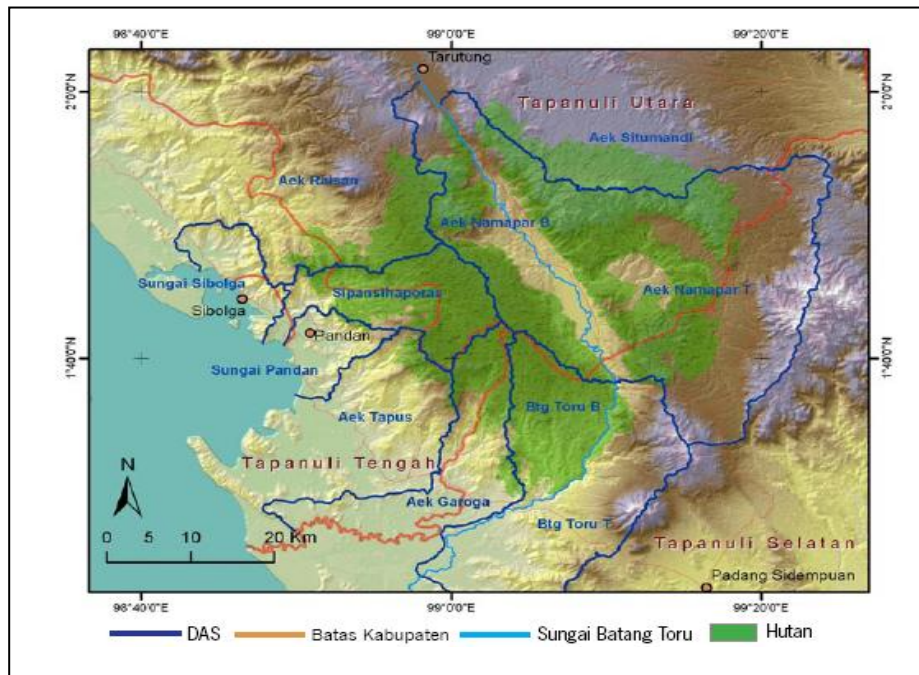 98°40'0"E 99°0'0"E 99°20'0"E
Tarutung
2°0'0"N 2°0'0"N
Tapanuli Utara
Aek Situmandi
Aek Raisan
Aek Namapar B
Sungai Sibolga
Sipansihaporas
Aek Namapar T
Sibolga
Pandan
1°40'0"N 1°40'0"N
Sungai Pandan
Aek Tapus
Btg Toru B
Tapanuli Tengah
N
Aek Garoga
Btg Toru T
0 5 10 20 Km
Tapanuli Selatan
Padang Sidempuan
98°40'0"E 99°0'0"E 99°20'0"E
DAS Batas Kabupaten Sungai Batang Toru Hutan